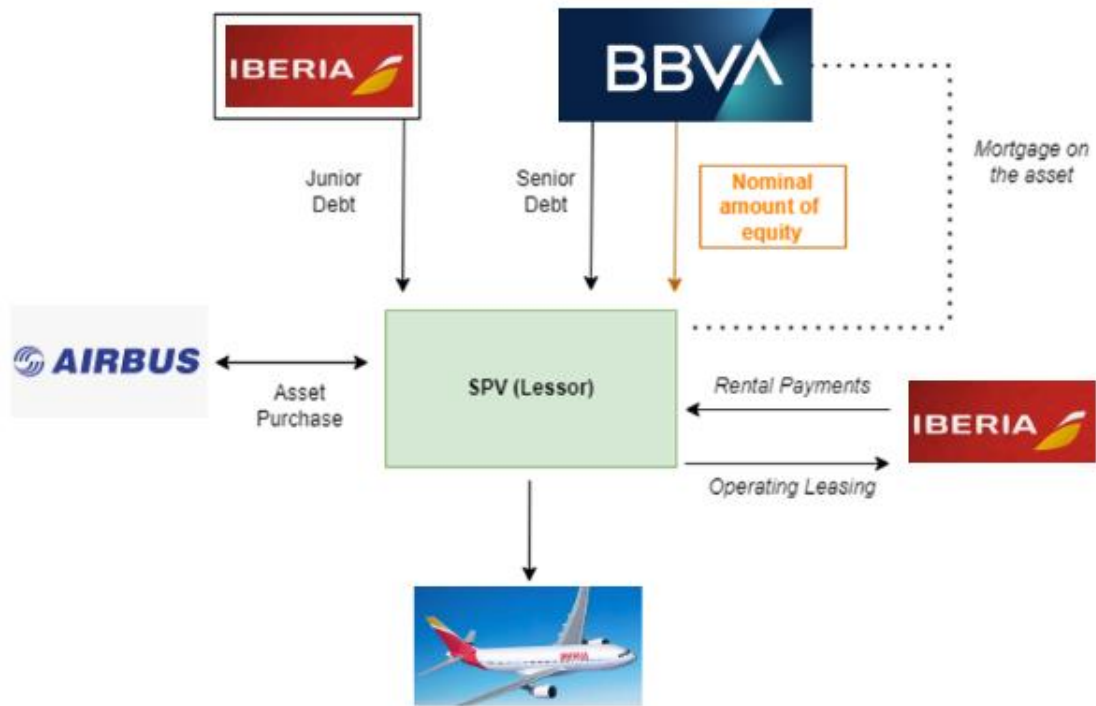 IBERIA
BBVA
Junior
Debt
Senior
Debt
Nominal
amount of
equity
Mortgage on
the asset
AIRBUS
Asset
Purchase
SPV (Lessor)
Rental Payments
IBERIA
Operating Leasing
IBERIA